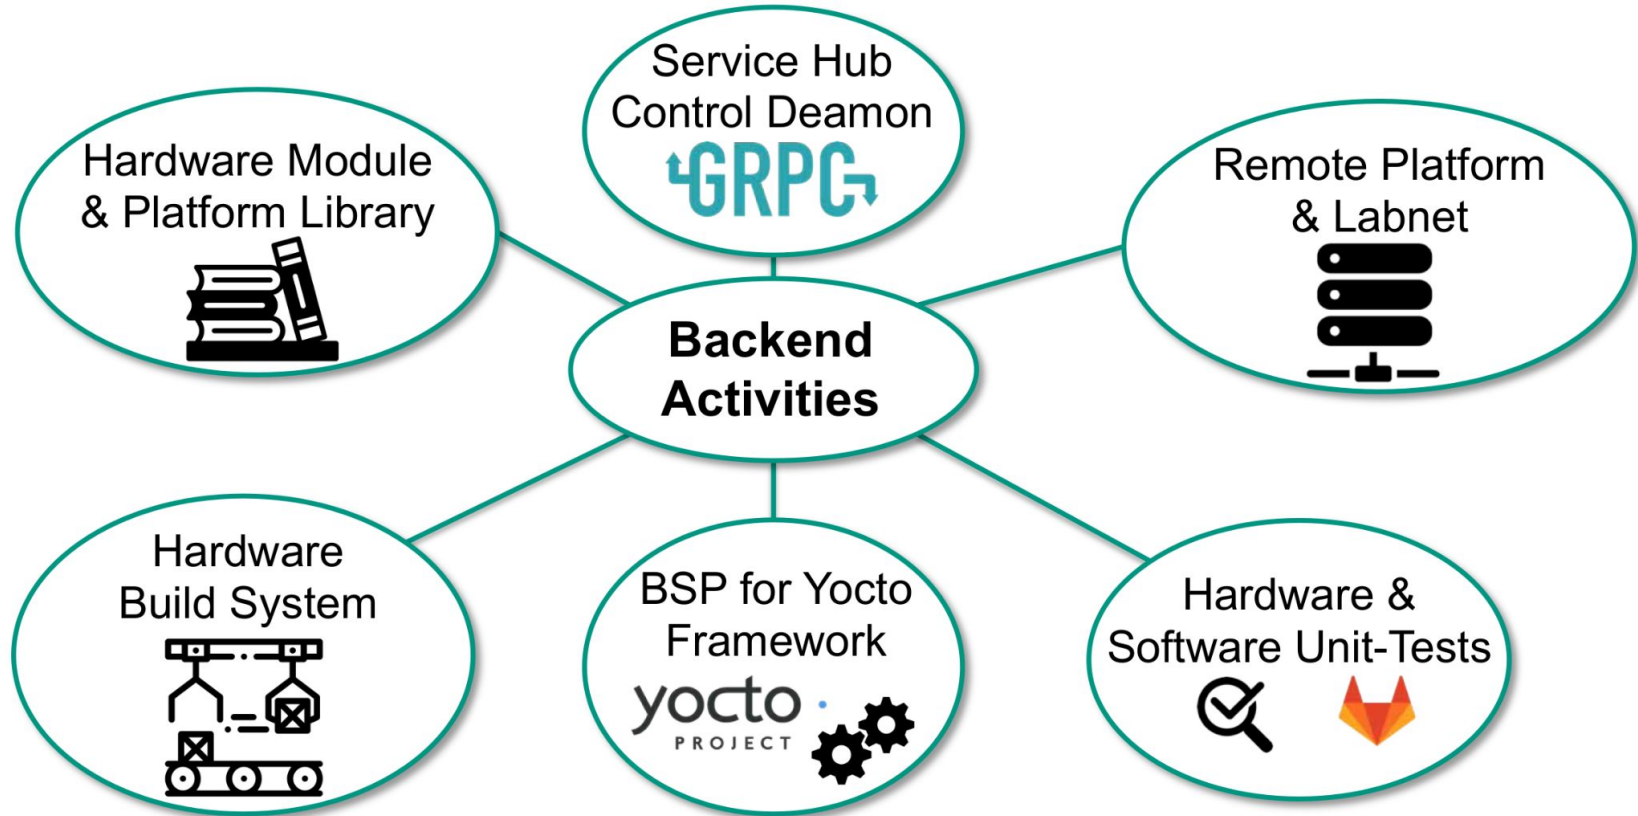 Service Hub
Control Deamon
GRPC
Hardware Module
& Platform Library
Remote Platform
& Labnet
Backend
Activities
Hardware
Build System
BSP for Yocto
Framework
yocto
PROJECT
Hardware &
Software Unit-Tests